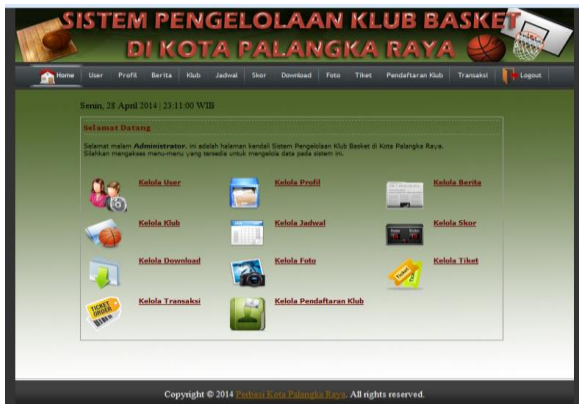 SISTEM PENGELOLAAN KLUB BASKET
DI KOTA PALANGKA RAYA
Home User Profil Berita Klub Jadwal Skor Download Foto Tiket Pendaftaran Klub Transaksi Logout
Senin, 28 April 2014 | 23:11:00 WIB
Selamat Datang
Selamat malam Administrator, ini adalah halaman kendali Sistem Pengelolaan Klub Basket di Kota Palangka Raya.
Silahkan mengakses menu-menu yang tersedia untuk mengelola data pada sistem ini.
Kelola User Kelola Profil Kelola Berita
Kelola Klub Kelola Jadwal Kelola Skor
Kelola Download Kelola Foto Kelola Tiket
Kelola Transaksi Kelola Pendaftaran Klub
TICKET
ORDER
Copyright © 2014 Perbasi Kota Palangka Raya. All rights reserved.